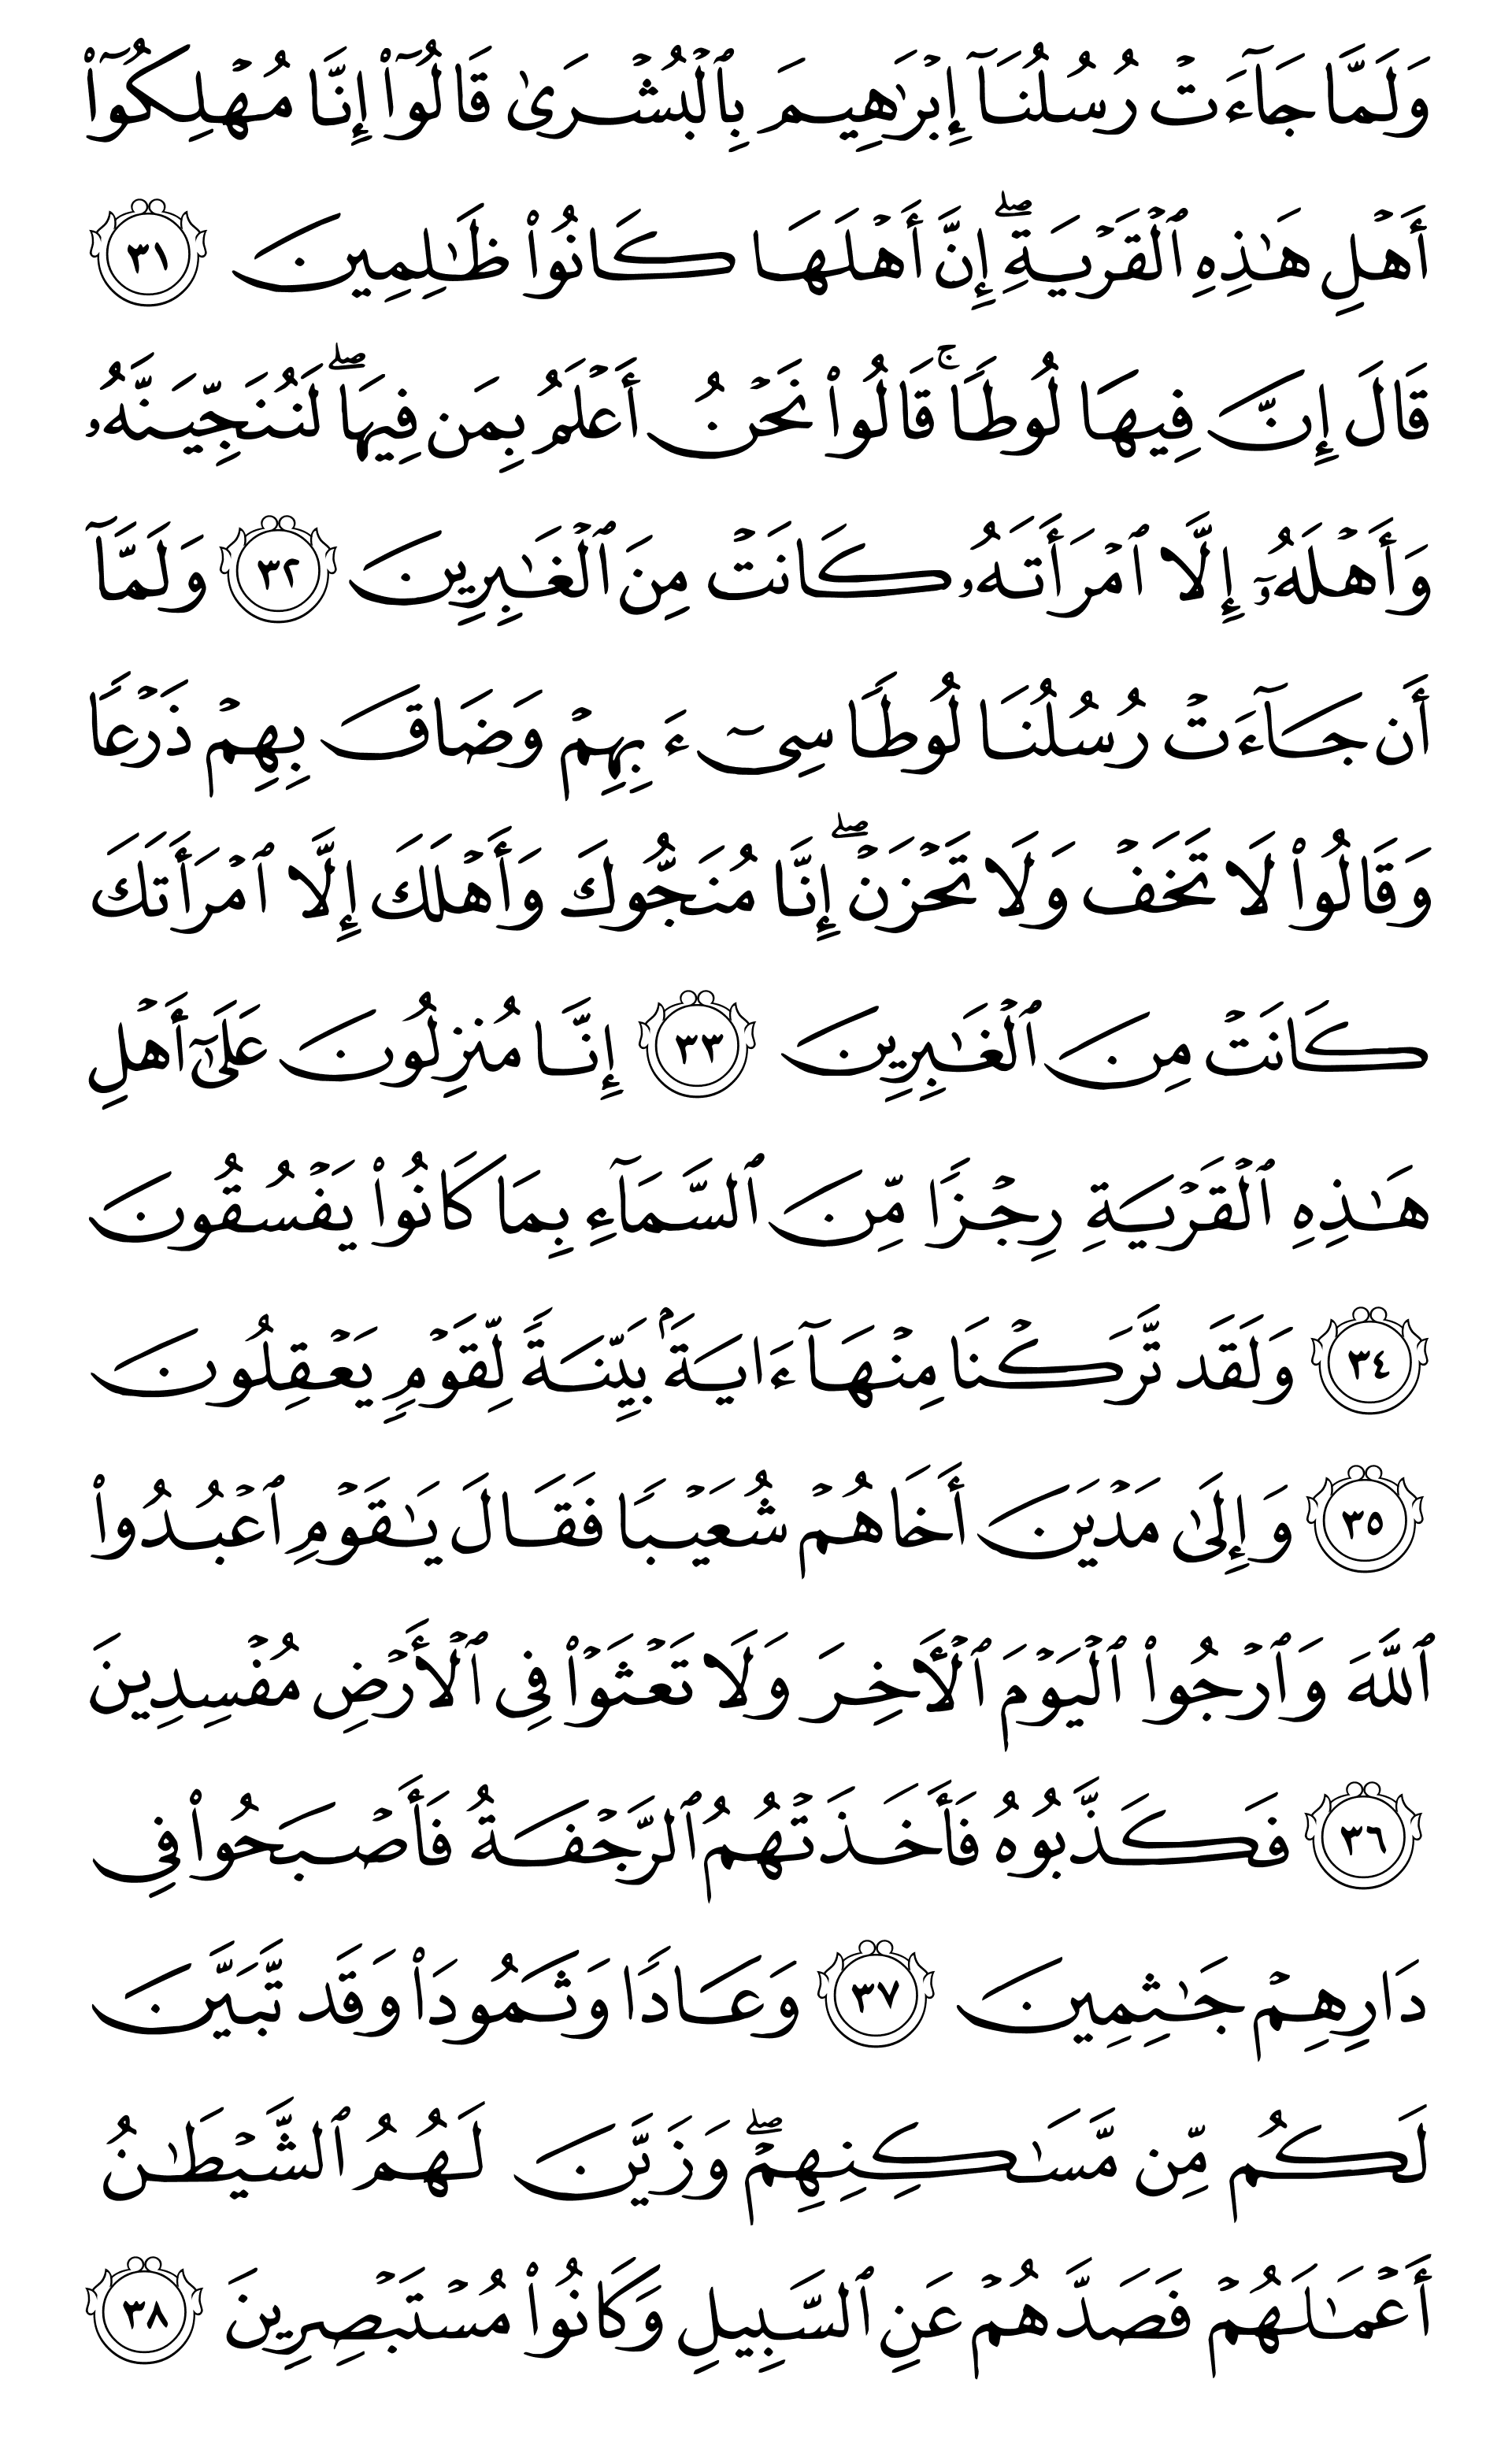 وَلَمَّا جَآءَتْ رُسُلُنَآ إِبْرَٰهِيمَ بِٱلْبُشْرَىٰ قَالُوٓا۟ إِنَّا مُهْلِكُوٓا۟
أَهْلِ هَٰذِهِ ٱلْقَرْيَةِ ۖ إِنَّ أَهْلَهَا كَانُوا۟ ظَٰلِمِينَ ٣١
قَالَ إِنَّ فِيهَا لُوطًا ۚ قَالُوا۟ نَحْنُ أَعْلَمُ بِمَن فِيهَا ۖ لَنُنَجِّيَنَّهُۥ
وَأَهْلَهُۥٓ إِلَّا ٱمْرَأَتَهُۥ كَانَتْ مِنَ ٱلْغَٰبِرِينَ ٣٢ وَلَمَّآ
أَن جَآءَتْ رُسُلُنَا لُوطًا سِىٓءَ بِهِمْ وَضَاقَ بِهِمْ ذَرْعًا
وَقَالُوا۟ لَا تَخَفْ وَلَا تَحْزَنْ ۖ إِنَّا مُنَجُّوكَ وَأَهْلَكَ إِلَّا ٱمْرَأَتَكَ
كَانَتْ مِنَ ٱلْغَٰبِرِينَ ٣٣ إِنَّا مُنزِلُونَ عَلَىٰٓ أَهْلِ
هَٰذِهِ ٱلْقَرْيَةِ رِجْزًا مِّنَ ٱلسَّمَآءِ بِمَا كَانُوا۟ يَفْسُقُونَ
٣٤ وَلَقَد تَّرَكْنَا مِنْهَآ ءَايَةًۢ بَيِّنَةً لِّقَوْمٍ يَعْقِلُونَ
٣٥ وَإِلَىٰ مَدْيَنَ أَخَاهُمْ شُعَيْبًا فَقَالَ يَٰقَوْمِ ٱعْبُدُوا۟
ٱللَّهَ وَٱرْجُوا۟ ٱلْيَوْمَ ٱلْأَخِرَ وَلَا تَعْثَوْا۟ فِى ٱلْأَرْضِ مُفْسِدِينَ
٣٦ فَكَذَّبُوهُ فَأَخَذَتْهُمُ ٱلرَّجْفَةُ فَأَصْبَحُوا۟ فِى
دَارِهِمْ جَٰثِمِينَ ٣٧ وَعَادًا وَثَمُودَا۟ وَقَد تَّبَيَّنَ
لَكُم مِّن مَّسَٰكِنِهِمْ ۖ وَزَيَّنَ لَهُمُ ٱلشَّيْطَٰنُ
أَعْمَٰلَهُمْ فَصَدَّهُمْ عَنِ ٱلسَّبِيلِ وَكَانُوا۟ مُسْتَبْصِرِينَ ٣٨